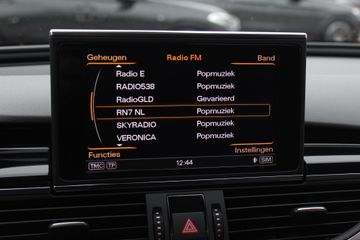 Geheugen Radio FM Band
Radio E Popmuziek
RADIO538 Popmuziek
RadioGLD Gevarieerd
RN7 NL Popmuziek
SKYRADIO Popmuziek
VERONICA Popmuziek
Functies Instellingen
TMC TP 12:44 SIM